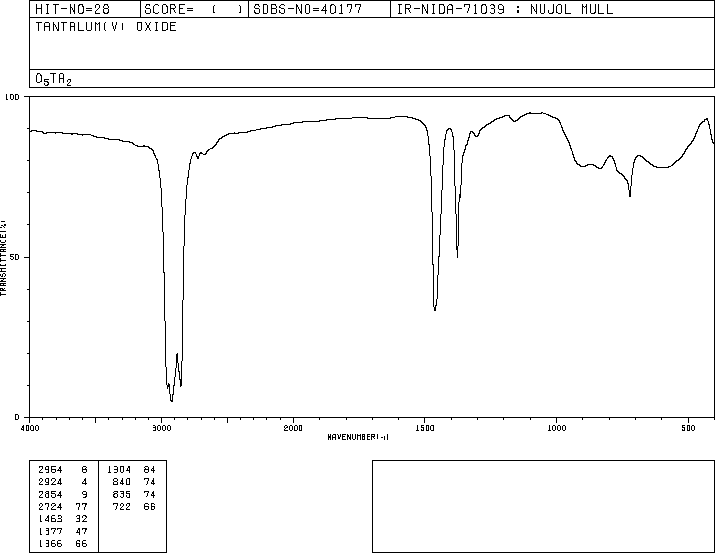 HIT-NO=28 SCORE= ( ) SDBS-NO=40177 IR-NIDA-71039 : NUJOL MULL
TANTALUM(V) OXIDE
O5TA2
100
50
0
TRANSMITTANCE(%)
4000 3000 2000 1500 1000 500
WAVENUMBER(-1)
2964 6 1304 84
2924 4 840 74
2854 9 835 74
2724 77 722 66
1463 32
1377 47
1366 66